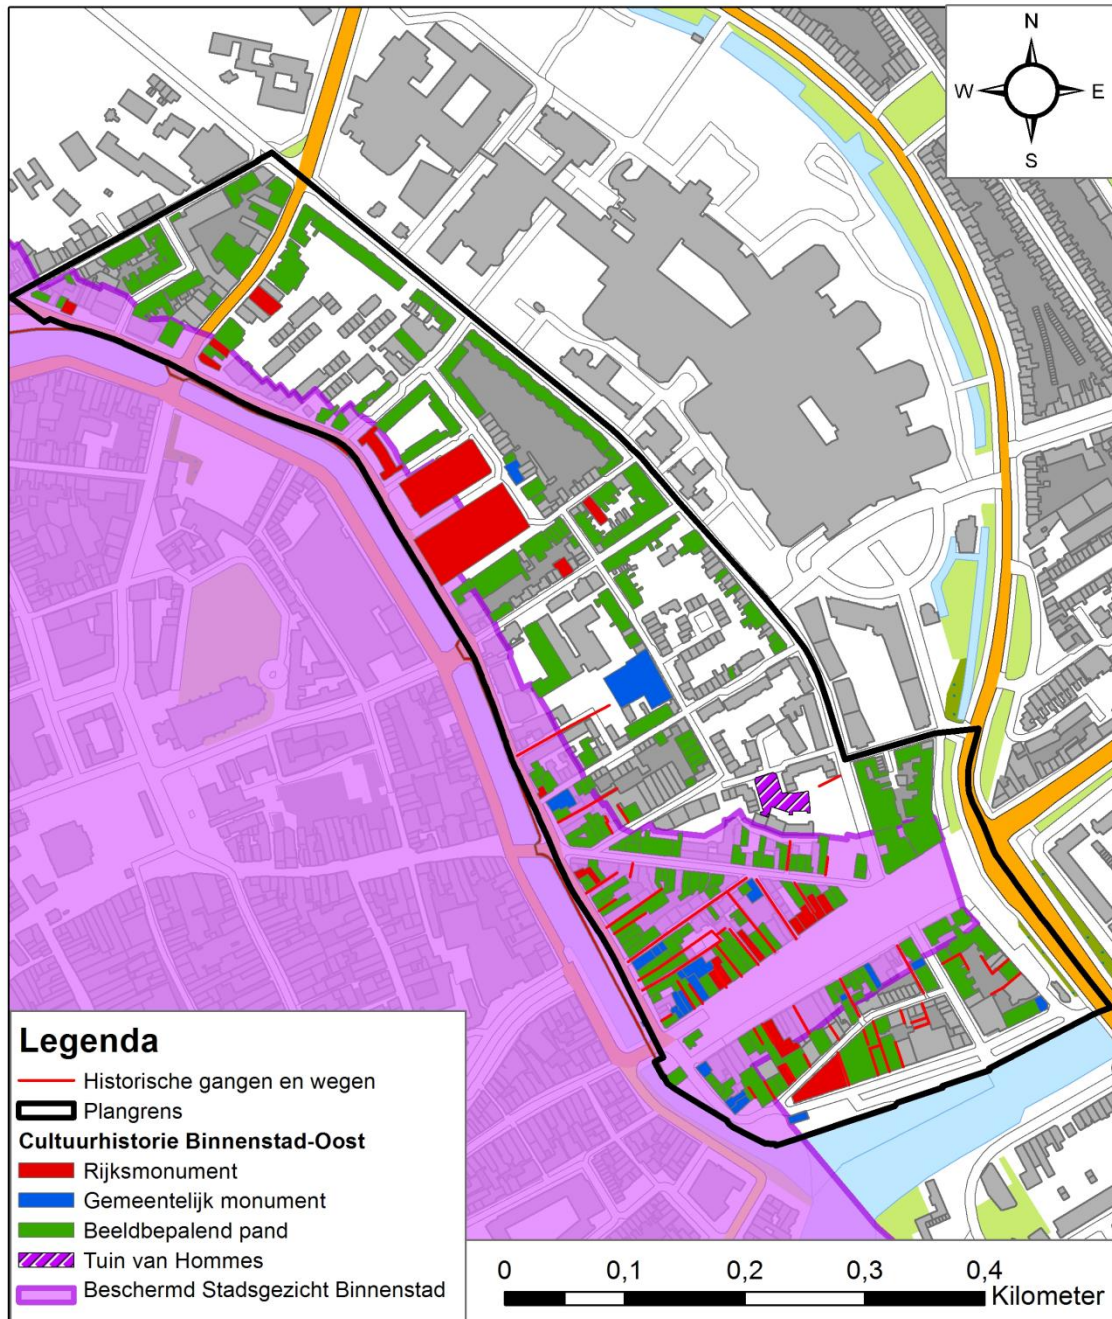 N
W E
S
Legenda
Historische gangen en wegen
Plangrens
Cultuurhistorie Binnenstad-Oost
Rijksmonument
Gemeentelijk monument
Beeldbepalend pand
Tuin van Hommes
Beschermd Stadsgezicht Binnenstad
0 0,1 0,2 0,3 0,4
Kilometer